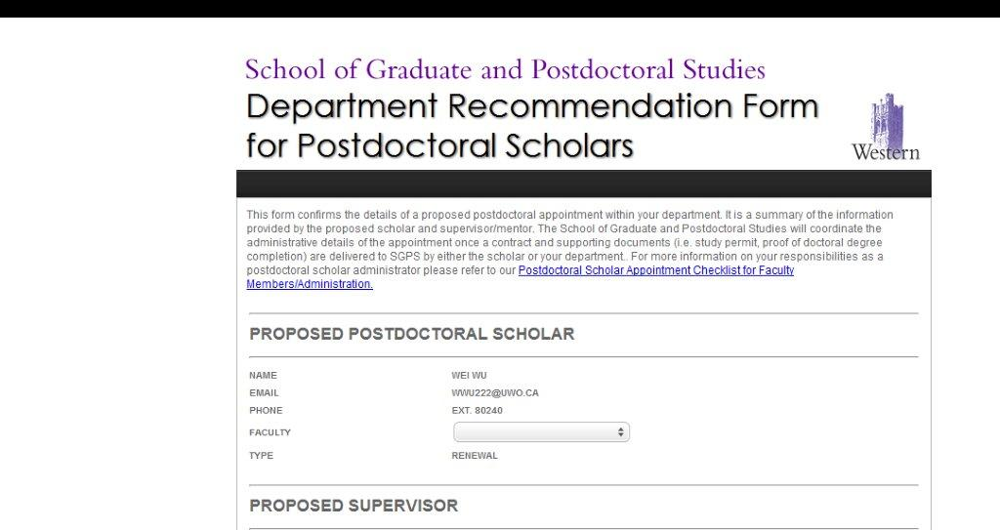 School of Graduate and Postdoctoral Studies
Department Recommendation Form
for Postdoctoral Scholars
Western
This form confirms the details of a proposed postdoctoral appointment within your department. It is a summary of the information
provided by the proposed scholar and supervisor/mentor. The School of Graduate and Postdoctoral Studies will coordinate the
administrative details of the appointment once a contract and supporting documents (i.e. study permit, proof of doctoral degree
completion) are delivered to SGPS by either the scholar or your department.. For more information on your responsibilities as a
postdoctoral scholar administrator please refer to our Postdoctoral Scholar Appointment Checklist for Faculty
Members/Administration.
PROPOSED POSTDOCTORAL SCHOLAR
NAME WEI WU
EMAIL WWU222@UWO.CA
PHONE EXT. 80240
FACULTY
TYPE RENEWAL
PROPOSED SUPERVISOR